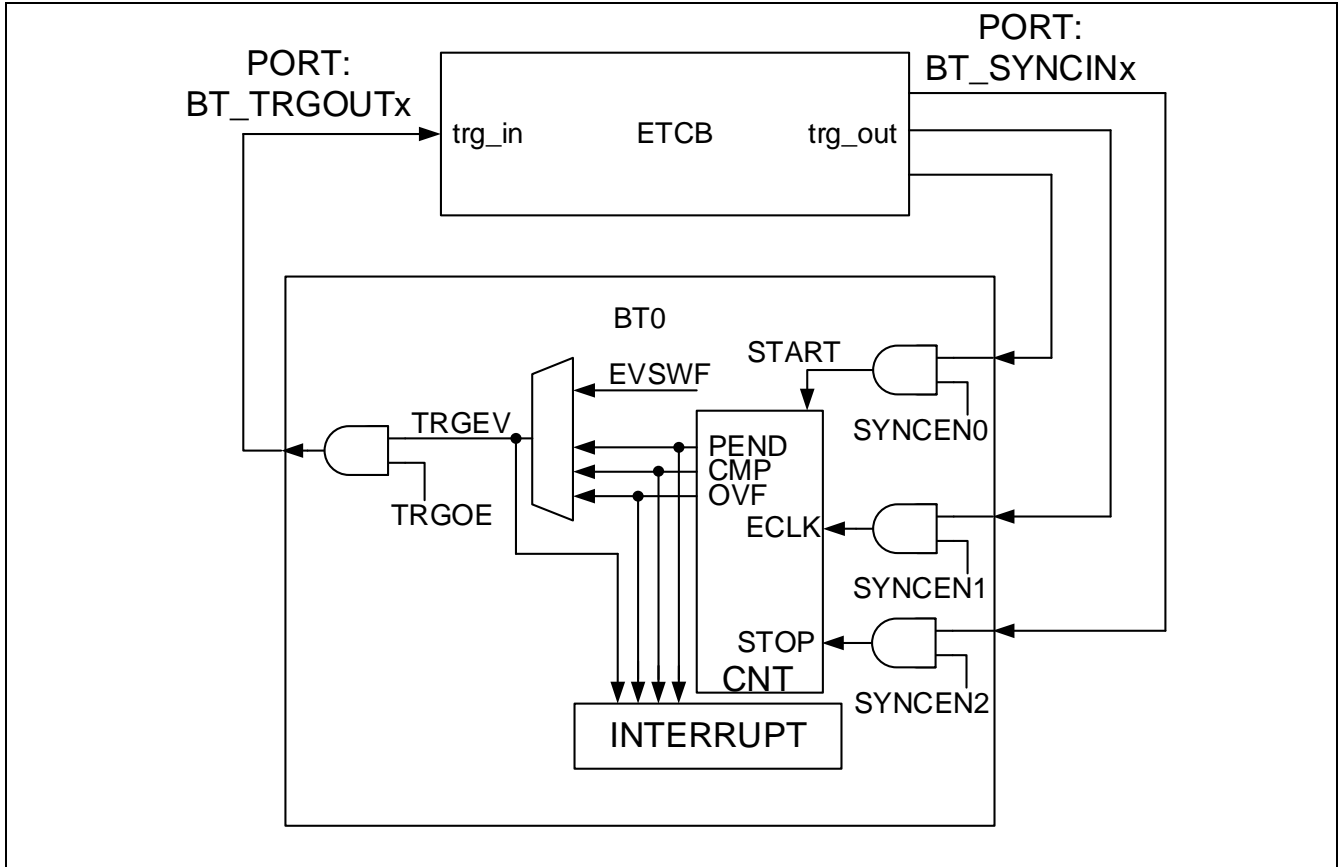 PORT:
BT_SYNCINx
PORT:
BT_TRGOUTx
trg_in
ETCB
trg_out
BT0
START
EVSWF
SYNCEN0
TRGEV
PEND
CMP
OVF
TRGOE
ECLK
SYNCEN1
STOP
CNT
SYNCEN2
INTERRUPT